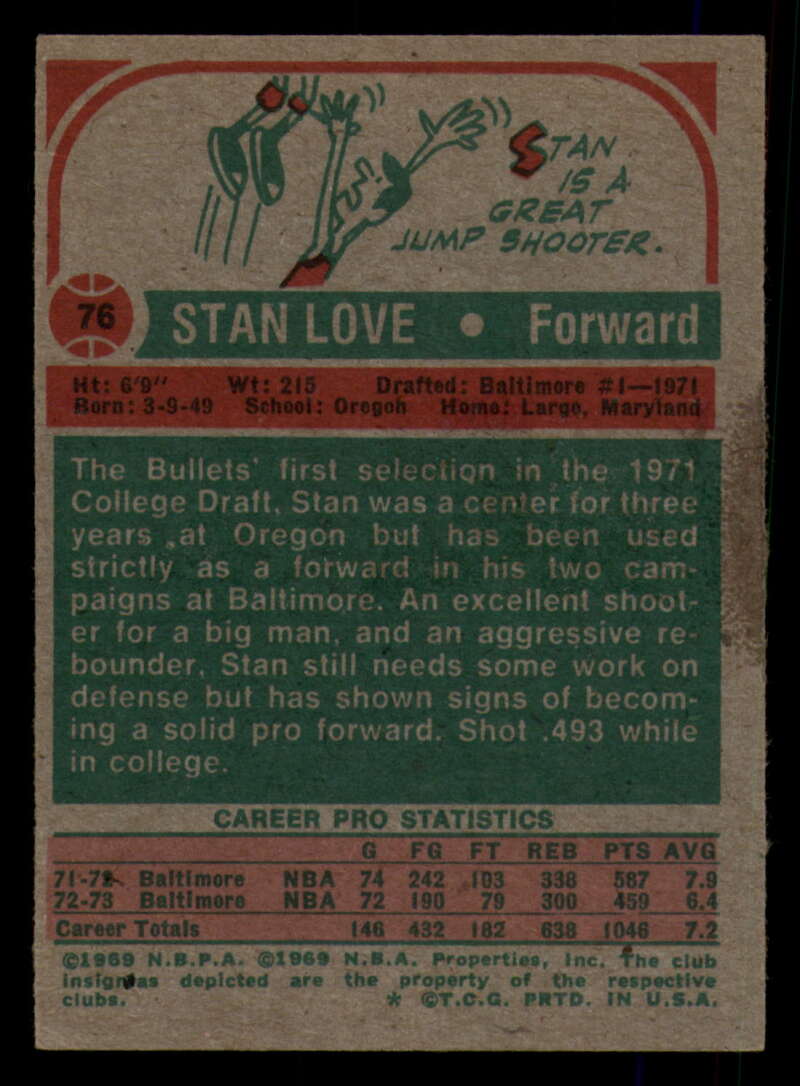 STAN
IS A
GREAT
JUMP SHOOTER.
76 STAN LOVE • Forward
Ht: 6'9" Wt: 215 Drafted: Baltimore #1—1971
Born: 3-9-49 School: Oregon Home: Largo, Maryland
The Bullets' first selection in the 1971
College Draft, Stan was a center for three
years at Oregon but has been used
strictly as a forward in his two cam-
paigns at Baltimore. An excellent shoot-
er for a big man, and an aggressive re-
bounder, Stan still needs some work on
defense but has shown signs of becom-
ing a solid pro forward. Shot .493 while
in college.
CAREER PRO STATISTICS
G FG FT REB PTS AVG
71-72 Baltimore NBA 74 242 103 338 587 7.9
72-73 Baltimore NBA 72 190 79 300 459 6.4
Career Totals 146 432 182 638 1046 7.2
©1969 N.B.P.A. ©1969 N.B.A. Properties, Inc. The club
insignias depicted are the property of the respective
clubs. * ©T.C.G. PRTD. IN U.S.A.